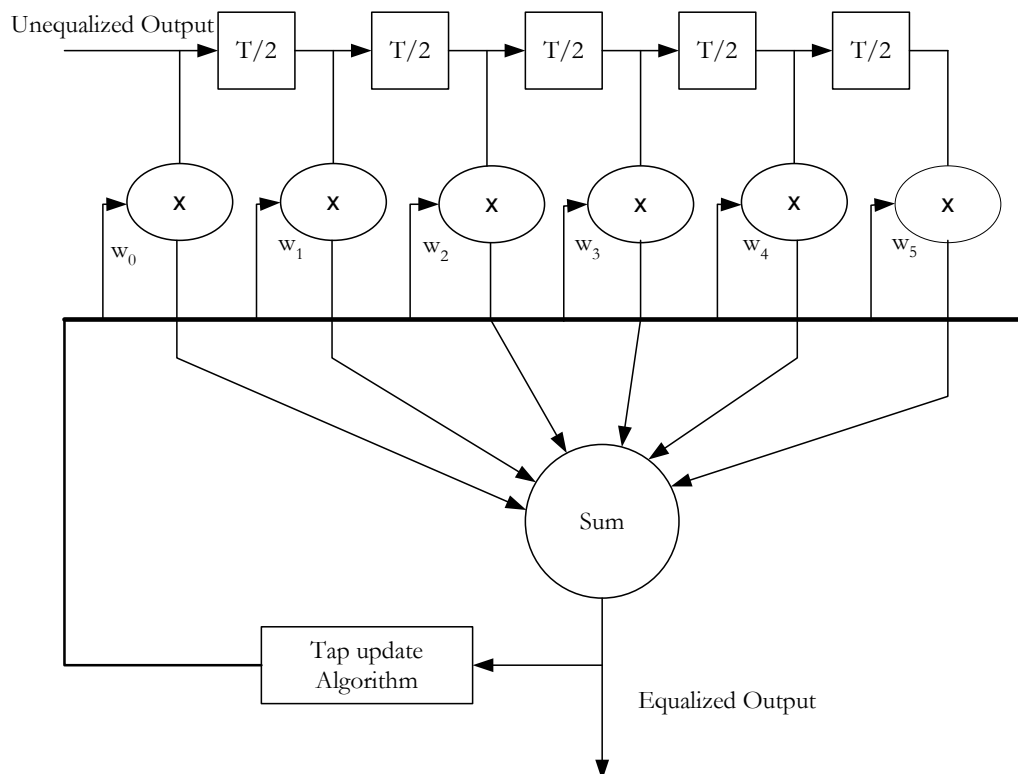 Unequalized Output
T/2 T/2 T/2 T/2 T/2
x x x x x x
w0 w1 w2 w3 w4 w5
Sum
Tap update
Algorithm
Equalized Output